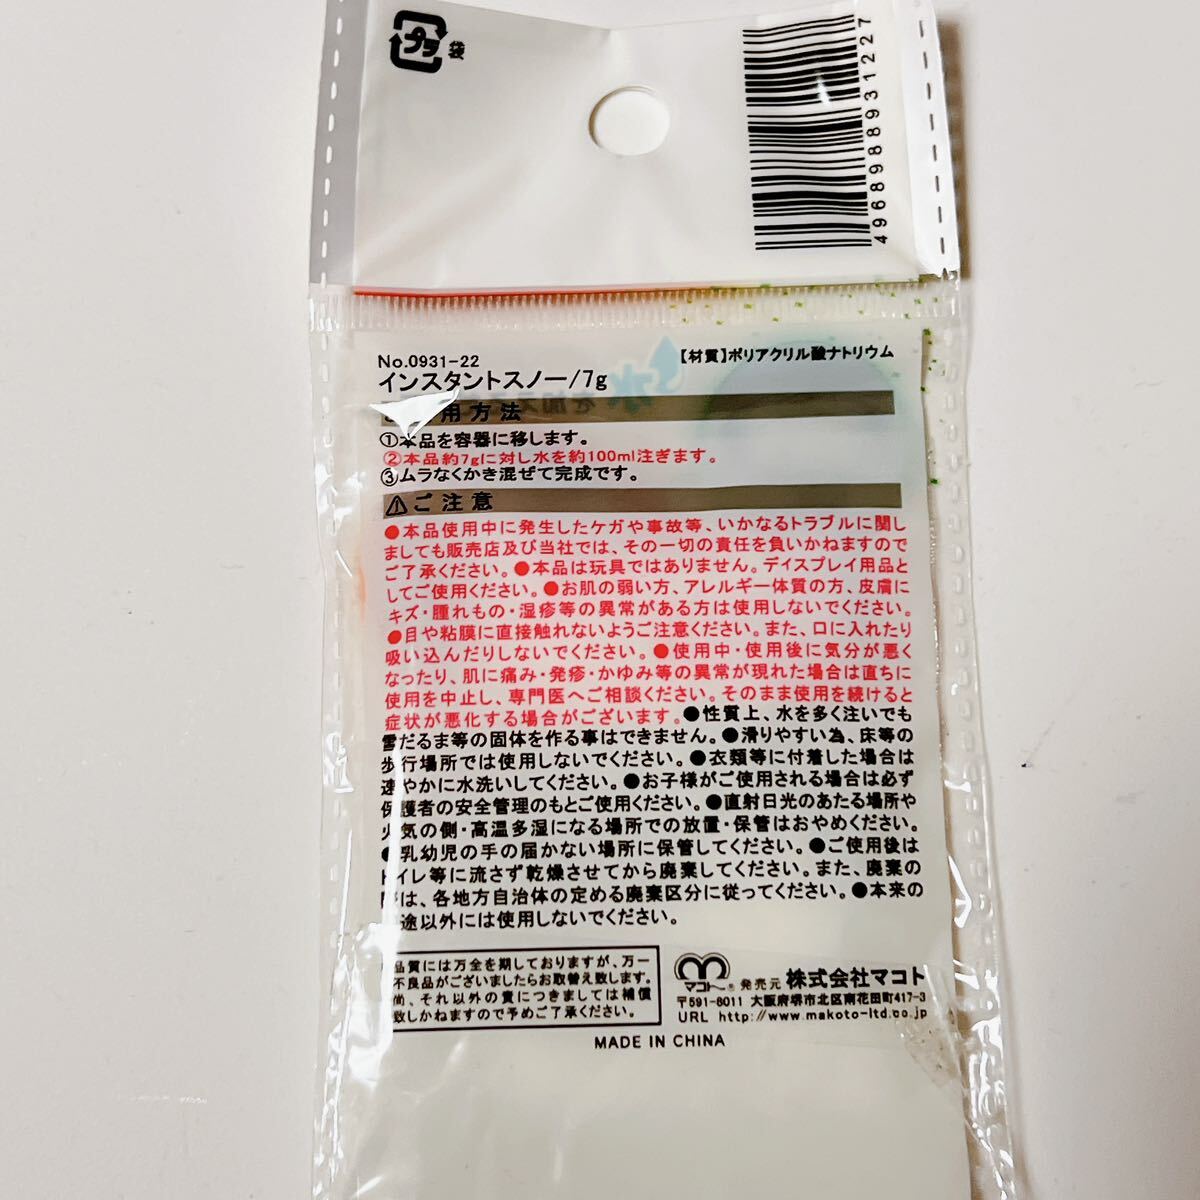 プラ 袋
4968988931227
No.0931-22
【材質】ポリアクリル酸ナトリウム
インスタントスノー/7g
用方法
①本品を容器に移します。
②本品約7gに対し水を約100ml注ぎます。
③ムラなくかき混ぜて完成です。
⚠ご注意
●本品使用中に発生したケガや事故等、いかなるトラブルに関し
ましても販売店及び当社では、その一切の責任を負いかねますので
ご了承ください。●本品は玩具ではありません。ディスプレイ用品と
してご使用ください。●お肌の弱い方、アレルギー体質の方、皮膚に
キズ・腫れもの・湿疹等の異常がある方は使用しないでください。
●目や粘膜に直接触れないようご注意ください。また、口に入れたり
吸い込んだりしないでください。●使用中・使用後に気分が悪く
なったり、肌に痛み・発疹・かゆみ等の異常が現れた場合は直ちに
使用を中止し、専門医へご相談ください。そのまま使用を続けると
症状が悪化する場合がございます。●性質上、水を多く注いでも
雪だるま等の固体を作る事はできません。●滑りやすい為、床等の
歩行場所では使用しないでください。●衣類等に付着した場合は
速やかに水洗いしてください。●お子様がご使用される場合は必ず
保護者の安全管理のもとご使用ください。●直射日光のあたる場所や
火気の側・高温多湿になる場所での放置・保管はおやめください。
●乳幼児の手の届かない場所に保管してください。●ご使用後は
トイレ等に流さず乾燥させてから廃棄してください。また、廃棄の
は、各地方自治体の定める廃棄区分に従ってください。●本来の
途以外には使用しないでください。
品質には万全を期しておりますが、万一
不良品がございましたらお取替え致します。
尚、それ以外の責につきましては補償
致しかねますので予めご了承ください。
マコト® 発売元 株式会社マコト
〒591-8011 大阪府堺市北区南花田町417-3
URL http://www.makoto-ltd.co.jp
MADE IN CHINA